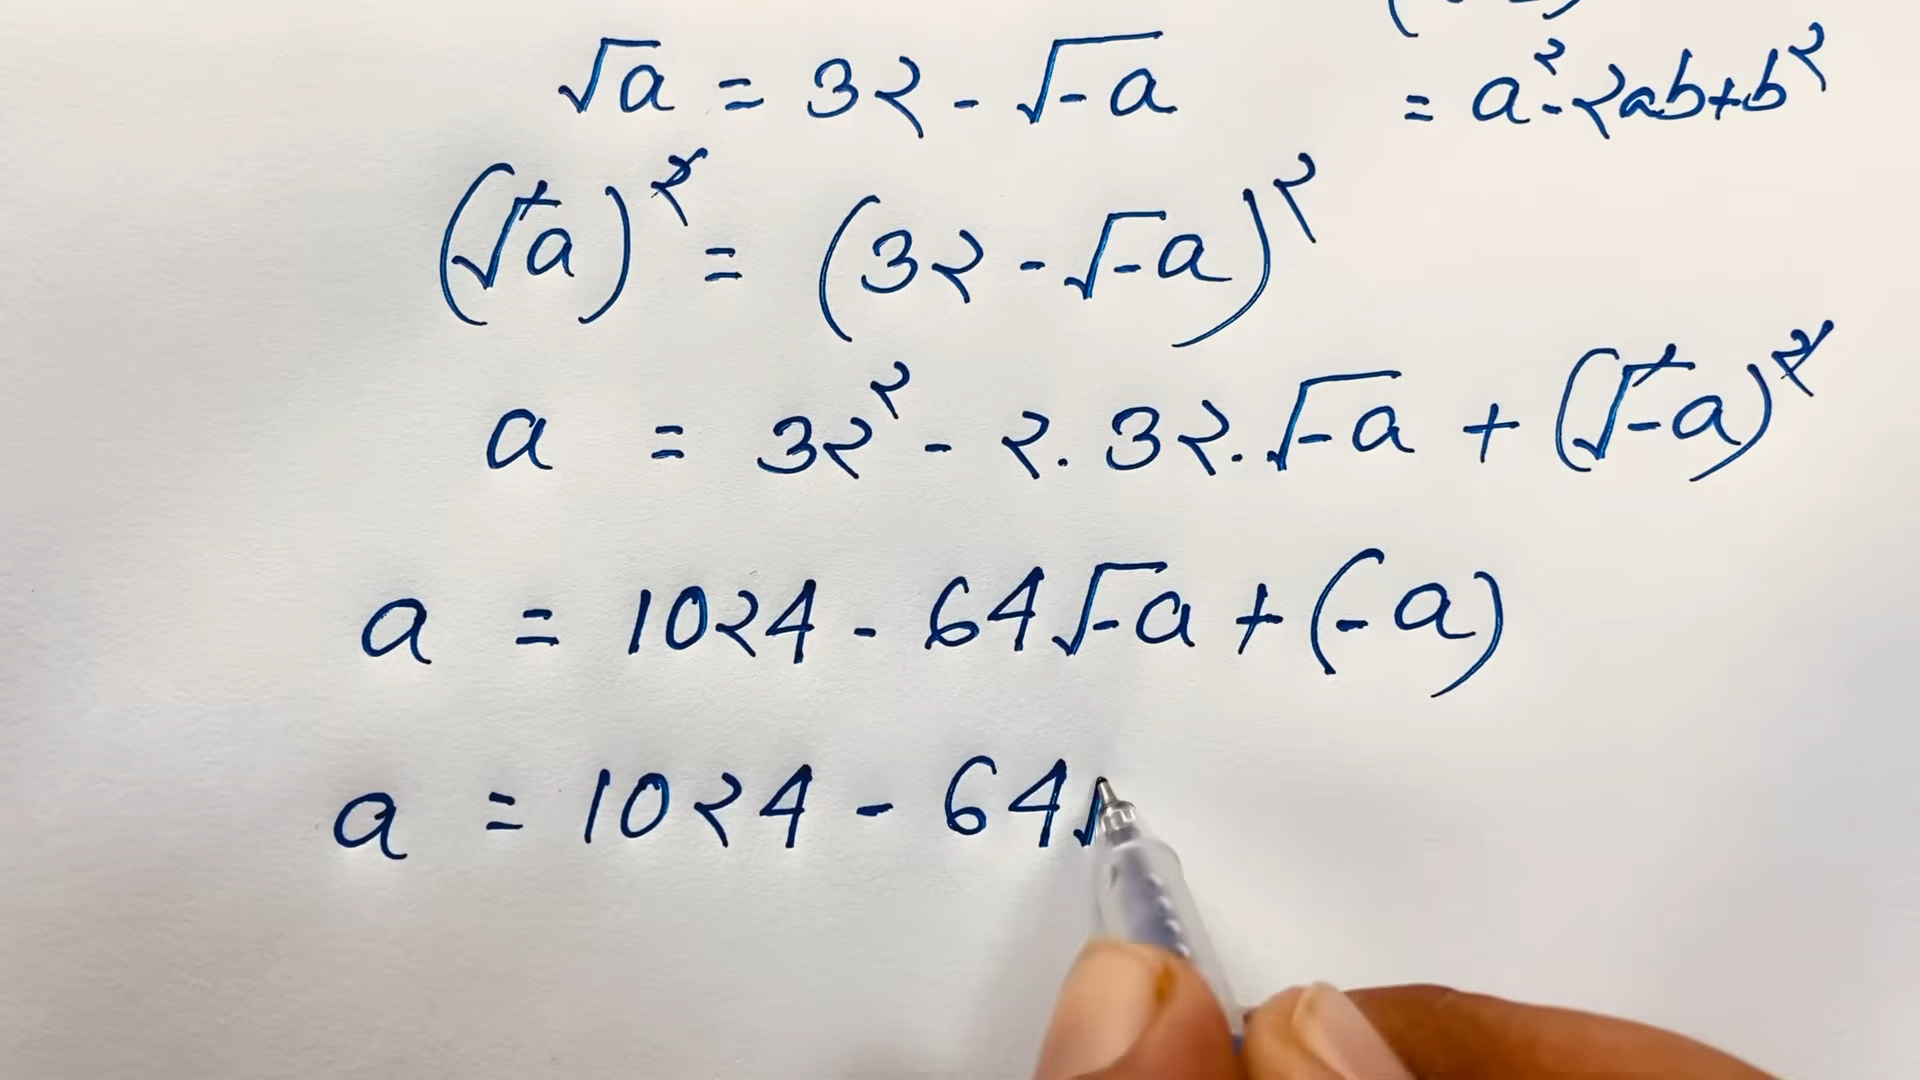 √a = 32 - √-a
= a² - 2ab + b²
(√a)² = (32 - √-a)²
a = 32² - 2. 32. √-a + (√-a)²
a = 1024 - 64√-a + (-a)
a = 1024 - 64√